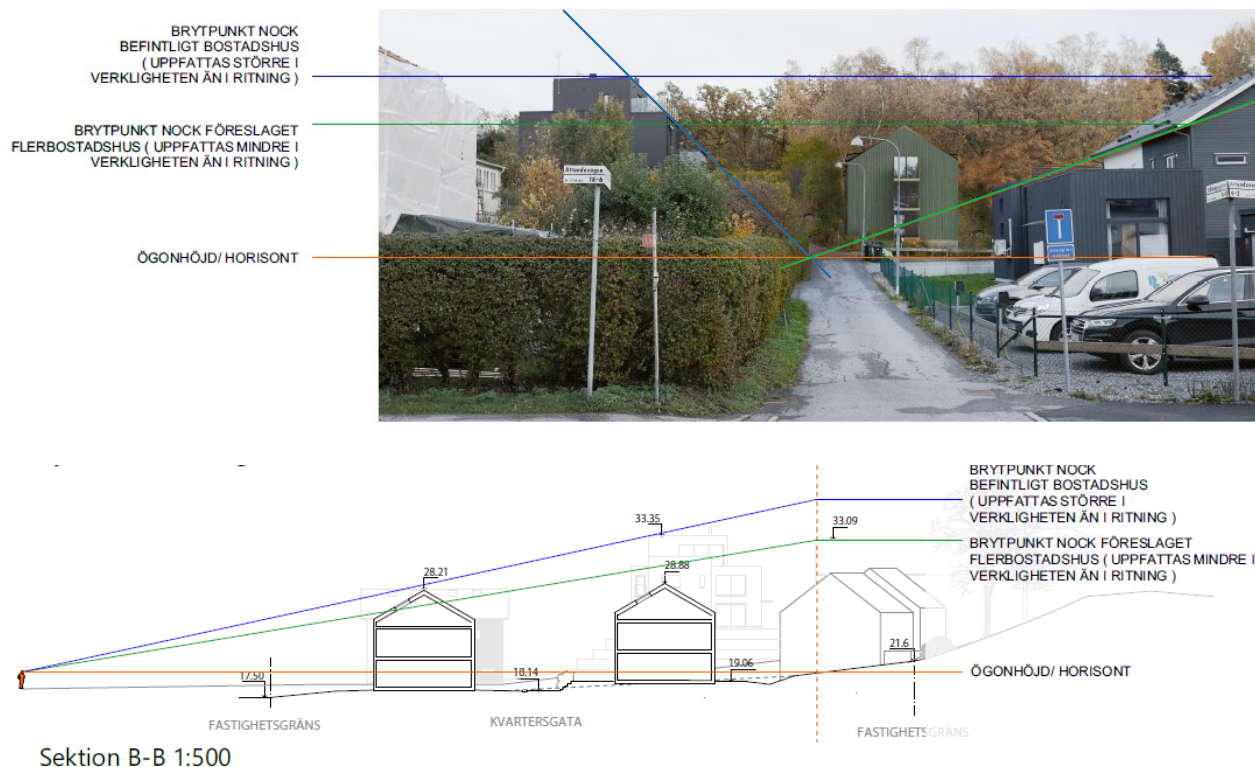 BRYTPUNKT NOCK
BEFINTLIGT BOSTADSHUS
( UPPFATTAS STÖRRE I
VERKLIGHETEN ÄN I RITNING )
BRYTPUNKT NOCK FÖRESLAGET
FLERBOSTADSHUS ( UPPFATTAS MINDRE I
VERKLIGHETEN ÄN I RITNING )
ÖGONHÖJD/ HORISONT
18-6
BRYTPUNKT NOCK
BEFINTLIGT BOSTADSHUS
( UPPFATTAS STÖRRE I
VERKLIGHETEN ÄN I RITNING )
BRYTPUNKT NOCK FÖRESLAGET
FLERBOSTADSHUS ( UPPFATTAS MINDRE I
VERKLIGHETEN ÄN I RITNING )
33.35
33.09
28.21
28.88
21.6
17.50
18.14
19.06
ÖGONHÖJD/ HORISONT
FASTIGHETSGRÄNS
KVARTERSGATA
FASTIGHETSGRÄNS
Sektion B-B 1:500